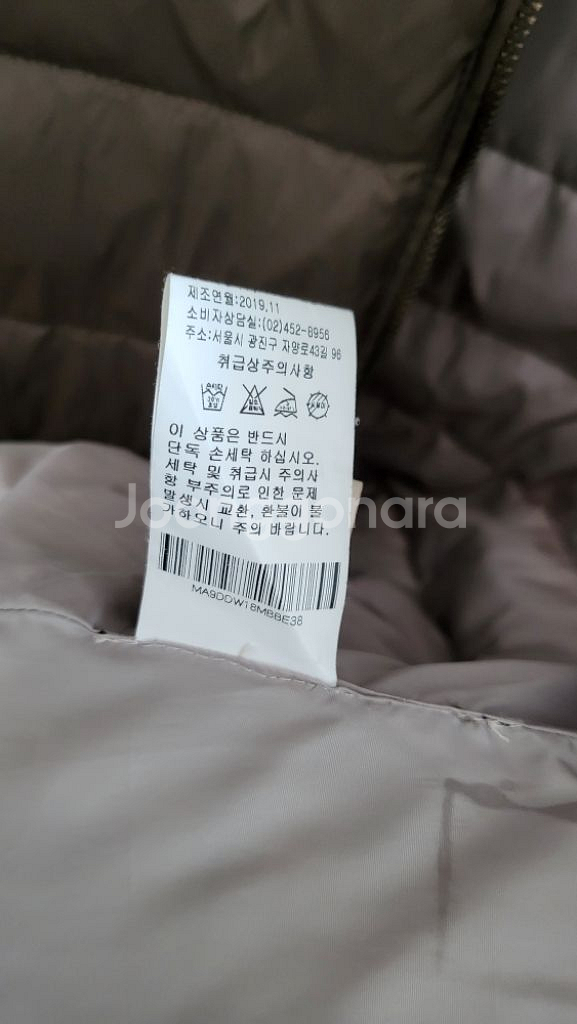 제조연월:2019.11
소비자상담실:(02)452-8956
주소:서울시 광진구 자양로43길 96
취급상주의사항
이 상품은 반드시
단독 손세탁 하십시오.
세탁 및 취급시 주의사
항 부주의로 인한 문제
발생시 교환, 환불이 불
가하오니 주의 바랍니다.
MA9DDW18MBBE38
Joonggonara